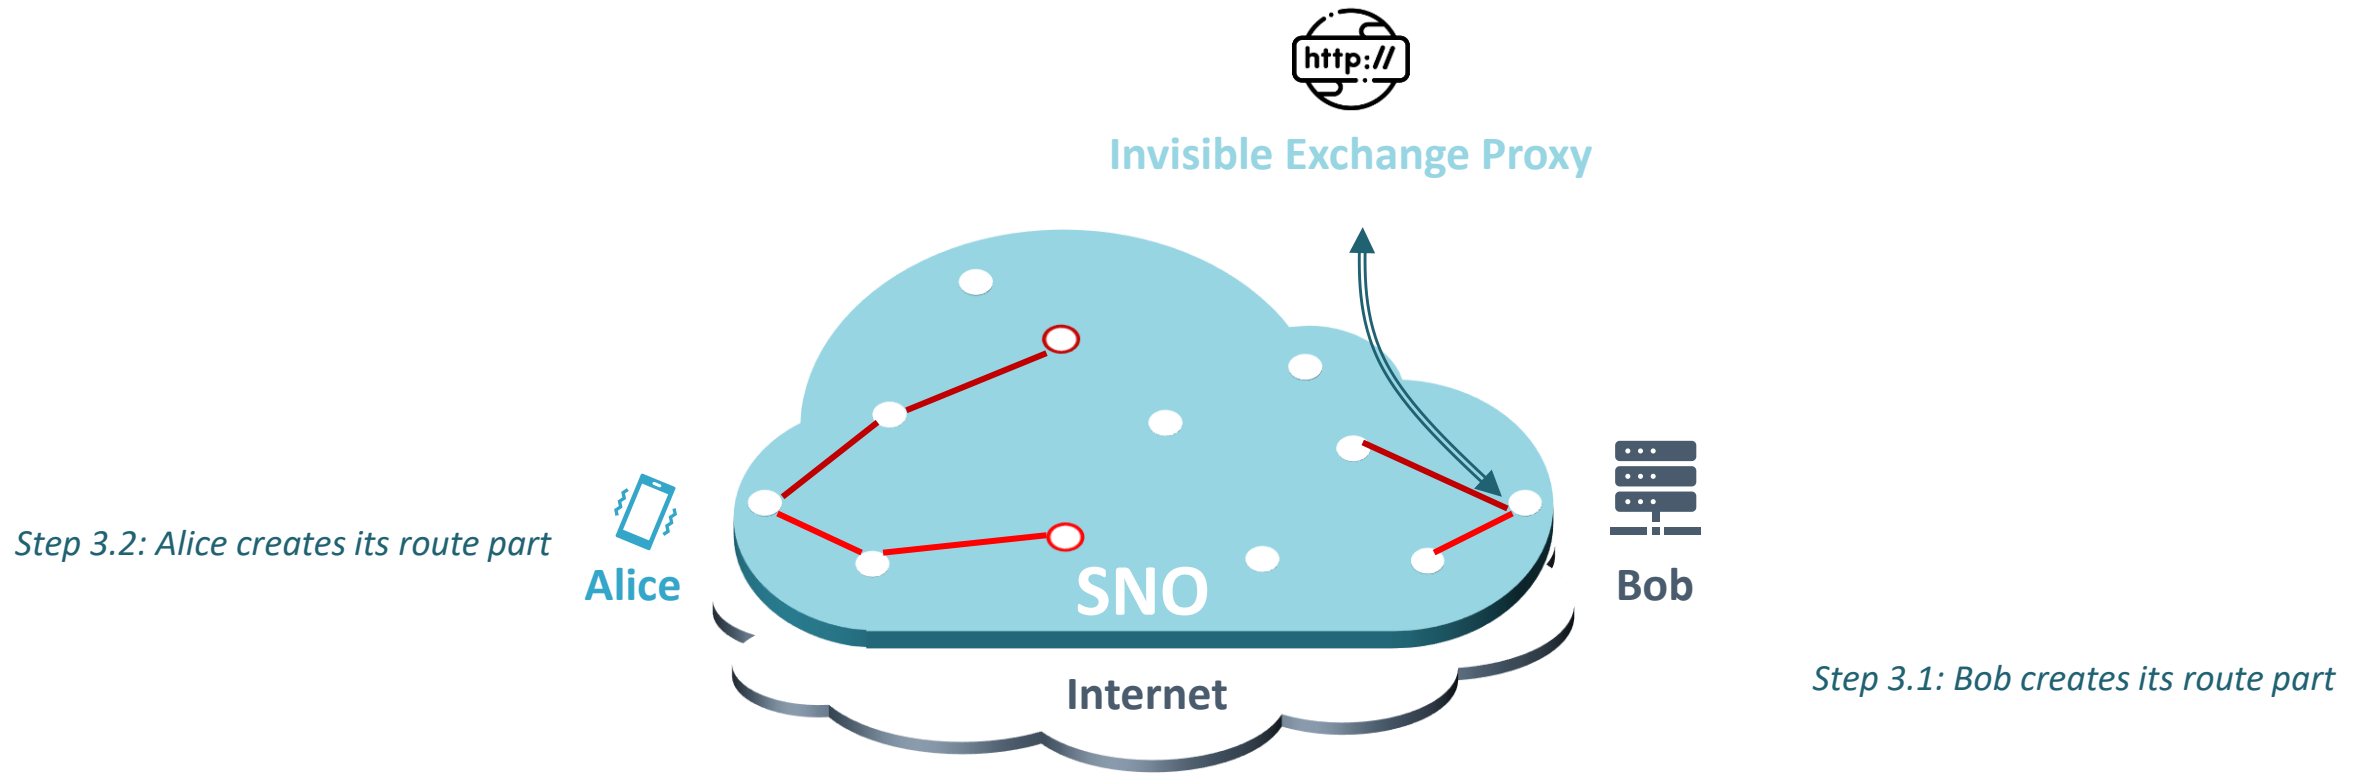 http://
Invisible Exchange Proxy
Step 3.2: Alice creates its route part
Alice
SNO
Bob
Internet
Step 3.1: Bob creates its route part